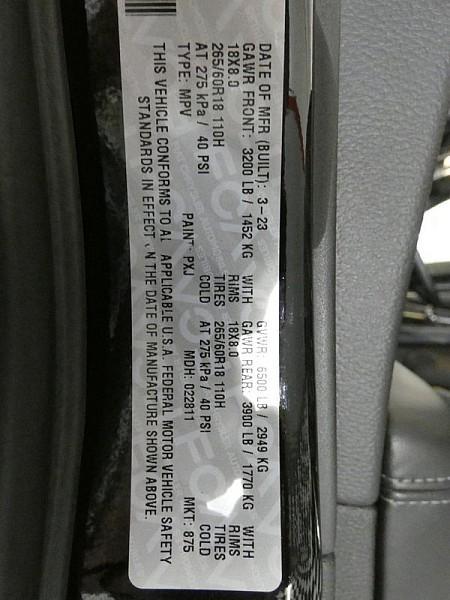 DATE OF MFR (BUILT): 3-23 GVWR: 6500 LB / 2949 KG
GAWR FRONT: 3200 LB / 1452 KG WITH GAWR REAR: 3900 LB / 1770 KG WITH
18X8.0 RIMS 18X8.0 RIMS
265/60R18 110H TIRES 265/60R18 110H TIRES
AT 275 kPa / 40 PSI COLD AT 275 kPa / 40 PSI COLD
TYPE: MPV PAINT: PXJ MDH: 022811 MKT: 875
THIS VEHICLE CONFORMS TO AL APPLICABLE U.S.A. FEDERAL MOTOR VEHICLE SAFETY
STANDARDS IN EFFECT ON THE DATE OF MANUFACTURE SHOWN ABOVE.